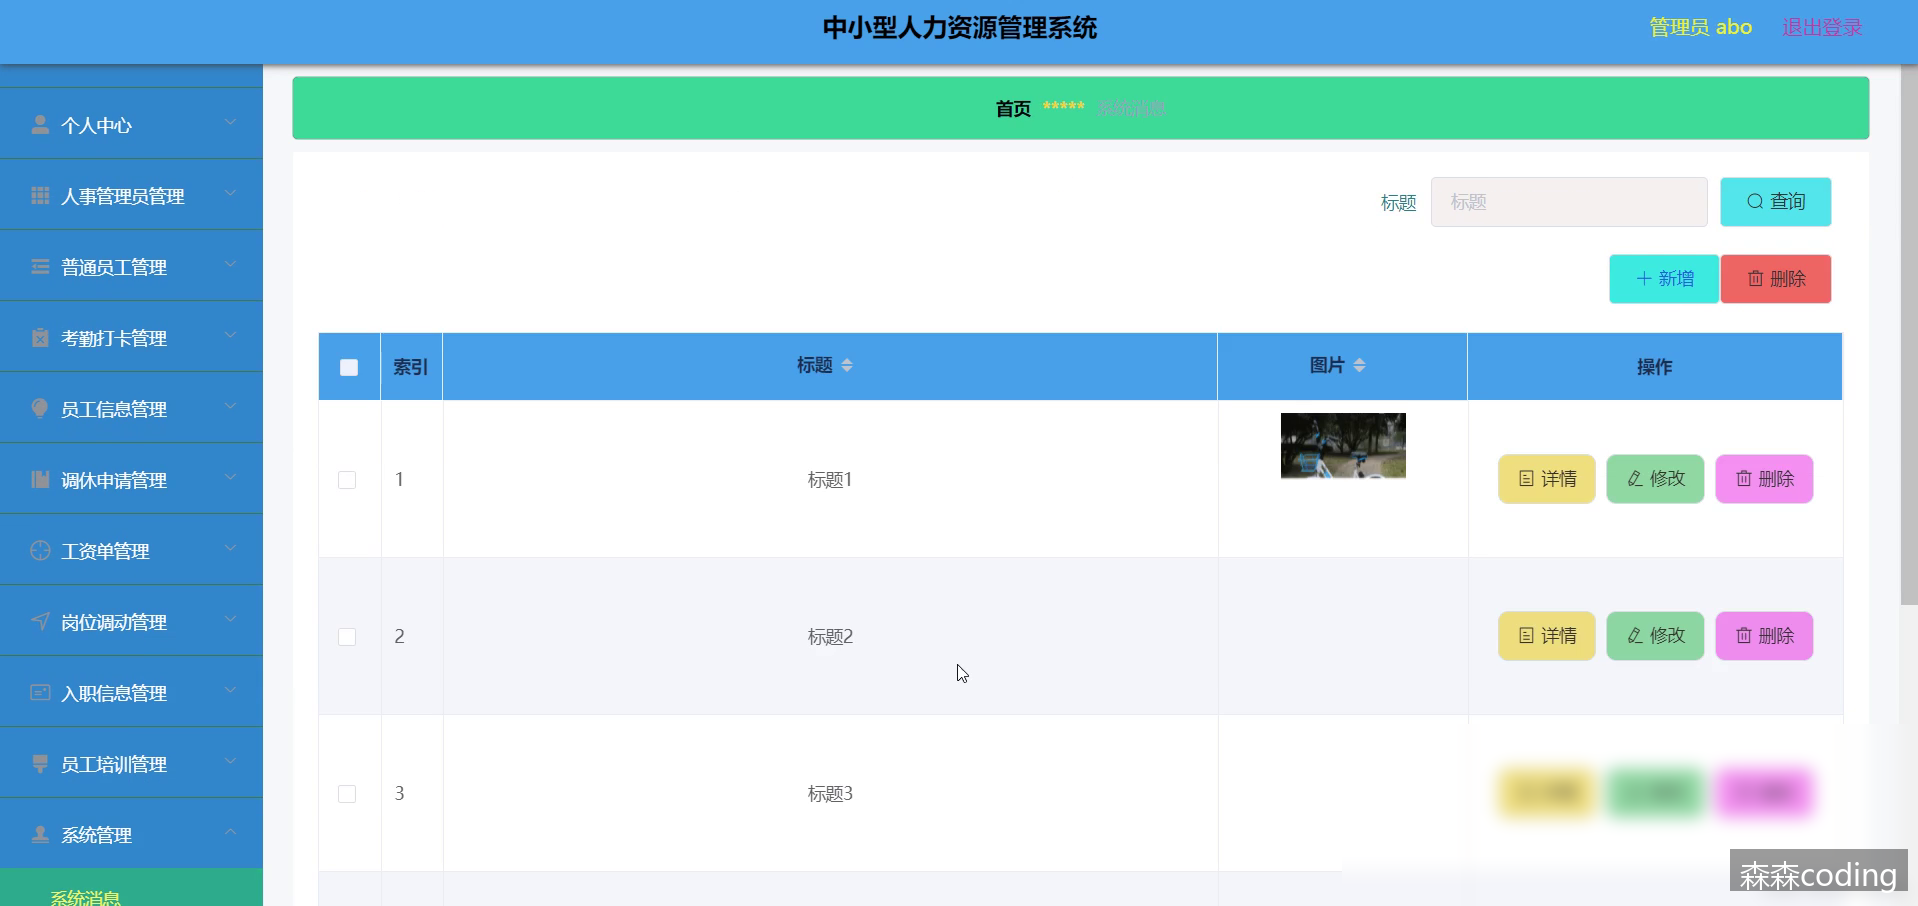 中小型人力资源管理系统
管理员 abo
退出登录
个人中心
人事管理员管理
普通员工管理
考勤打卡管理
员工信息管理
调休申请管理
工资单管理
岗位调动管理
入职信息管理
员工培训管理
系统管理
系统消息
首页 ***** 系统消息
标题 标题 查询
新增 删除
索引 标题 图片 操作
1 标题1 详情 修改 删除
2 标题2 详情 修改 删除
3 标题3
森森coding